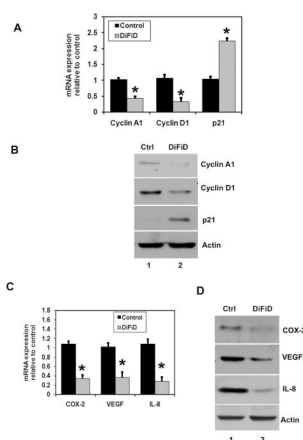 A
mRNA expression
relative to control
2.5
2
1.5
1
0.5
0
Control
DiFiD
*
*
*
Cyclin A1
Cyclin D1
p21
B
Ctrl
DiFiD
Cyclin A1
Cyclin D1
p21
Actin
1
2
C
mRNA expression
relative to control
1.8
1.6
1.4
1.2
1
0.8
0.6
0.4
0.2
0
Control
DiFiD
*
*
*
COX-2
VEGF
IL-8
D
Ctrl
DiFiD
COX-2
VEGF
IL-8
Actin
1
2